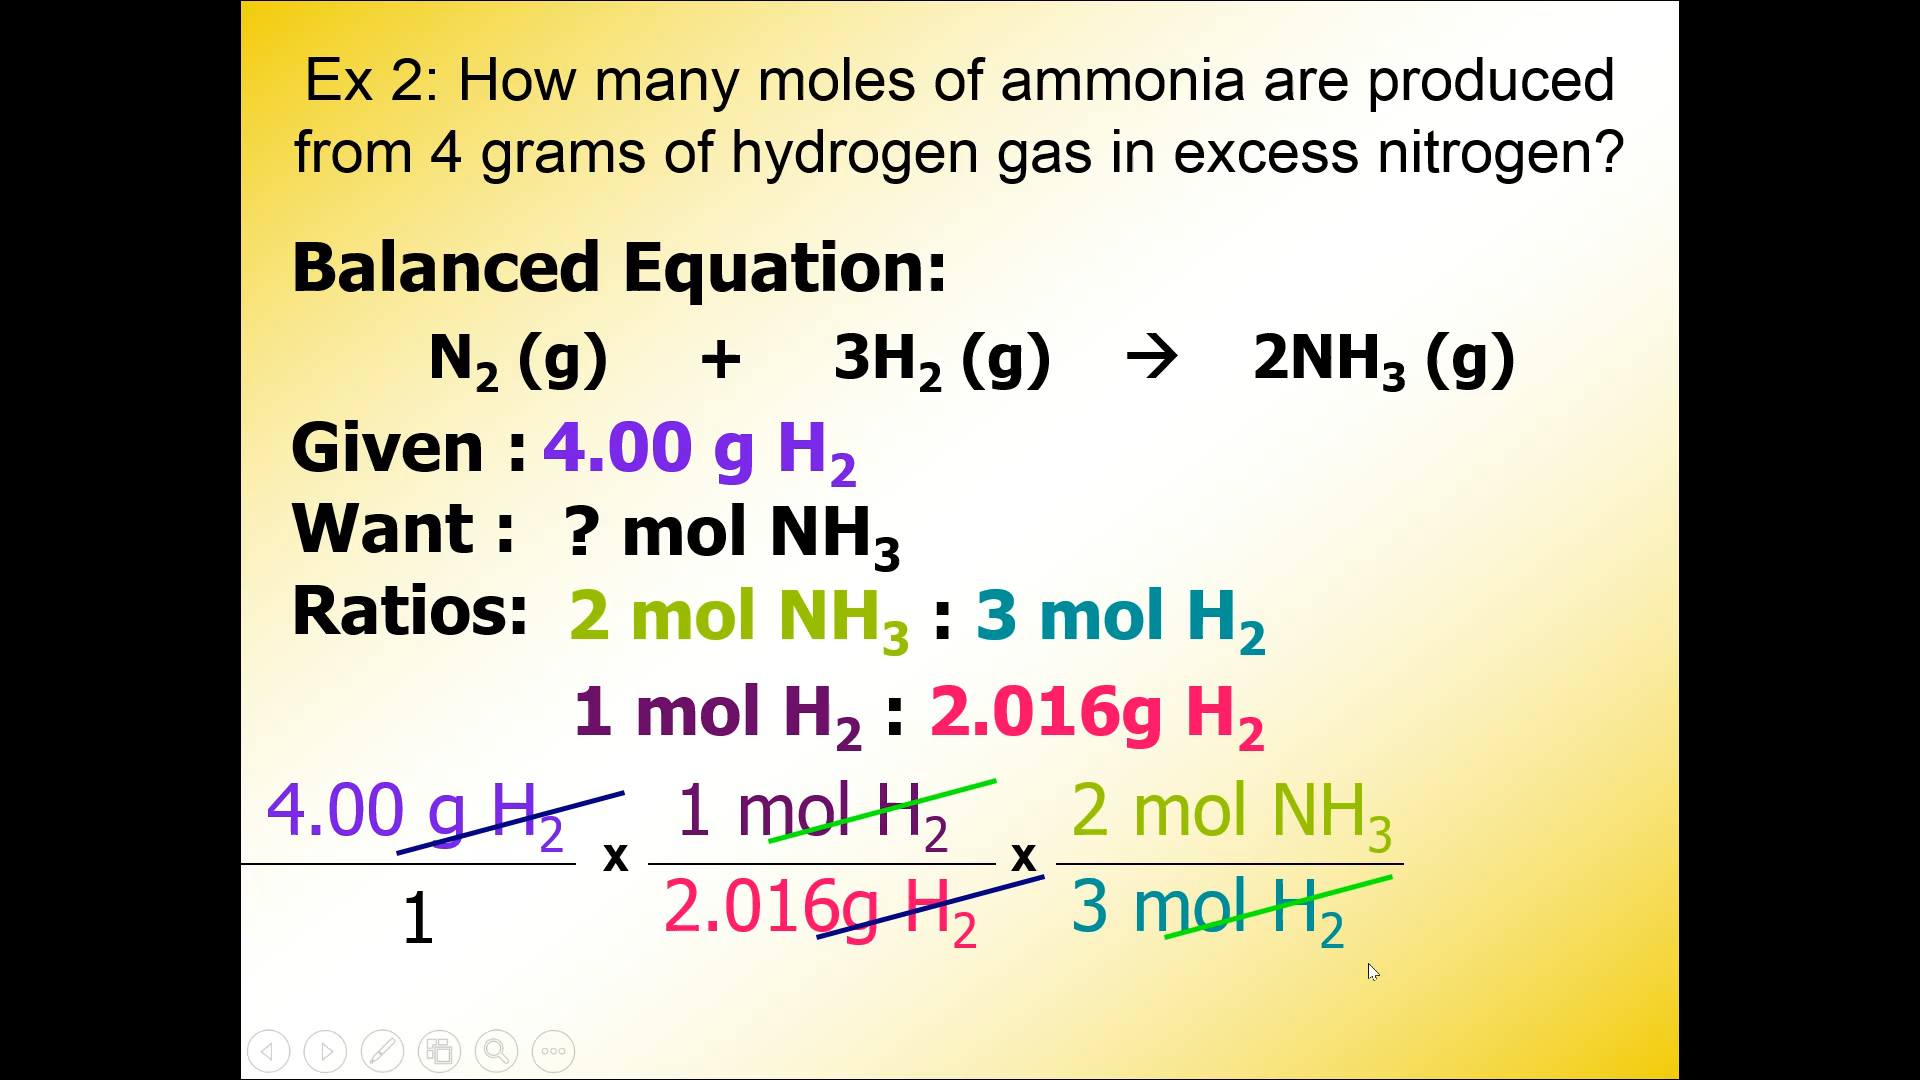 Ex 2: How many moles of ammonia are produced
from 4 grams of hydrogen gas in excess nitrogen?
Balanced Equation:
N₂ (g) + 3H₂ (g) → 2NH₃ (g)
Given : 4.00 g H₂
Want : ? mol NH₃
Ratios: 2 mol NH₃ : 3 mol H₂
1 mol H₂ : 2.016g H₂
4.00 g H₂ x 1 mol H₂ x 2 mol NH₃
1 2.016g H₂ 3 mol H₂